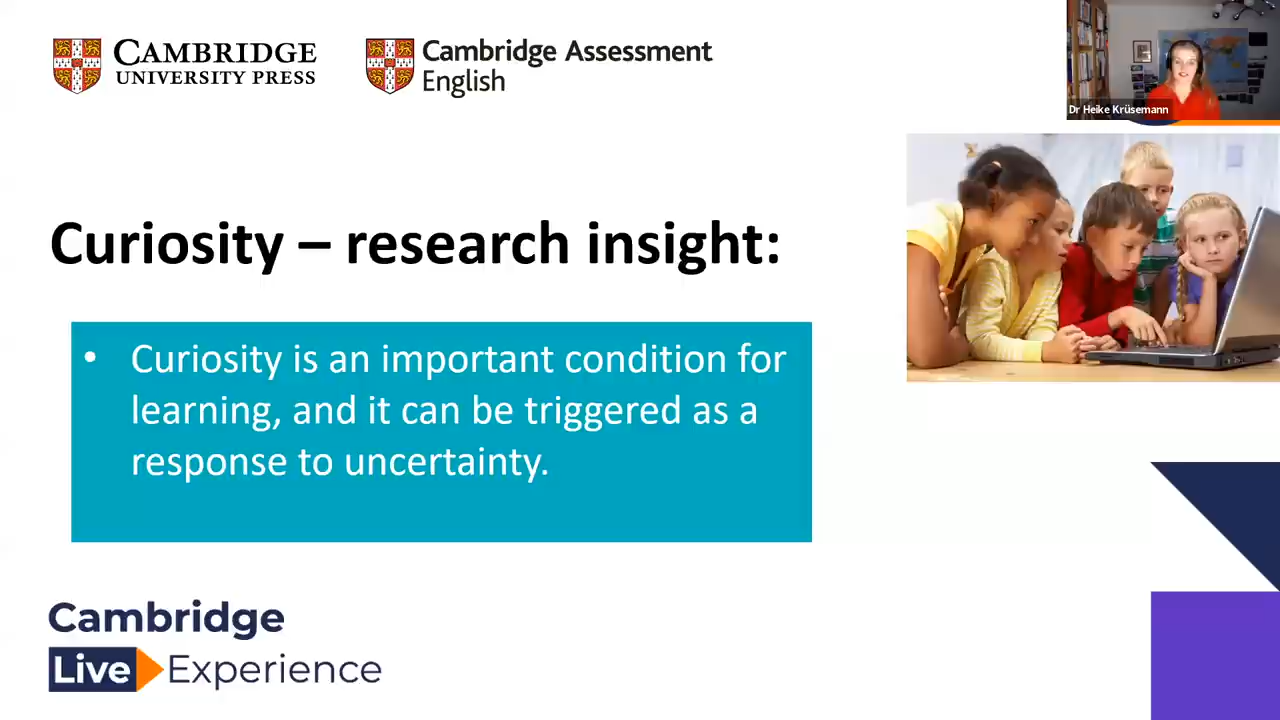 CAMBRIDGE
UNIVERSITY PRESS
Cambridge Assessment
English
Dr Heike Krüsemann
Curiosity – research insight:
• Curiosity is an important condition for
learning, and it can be triggered as a
response to uncertainty.
Cambridge
Live Experience